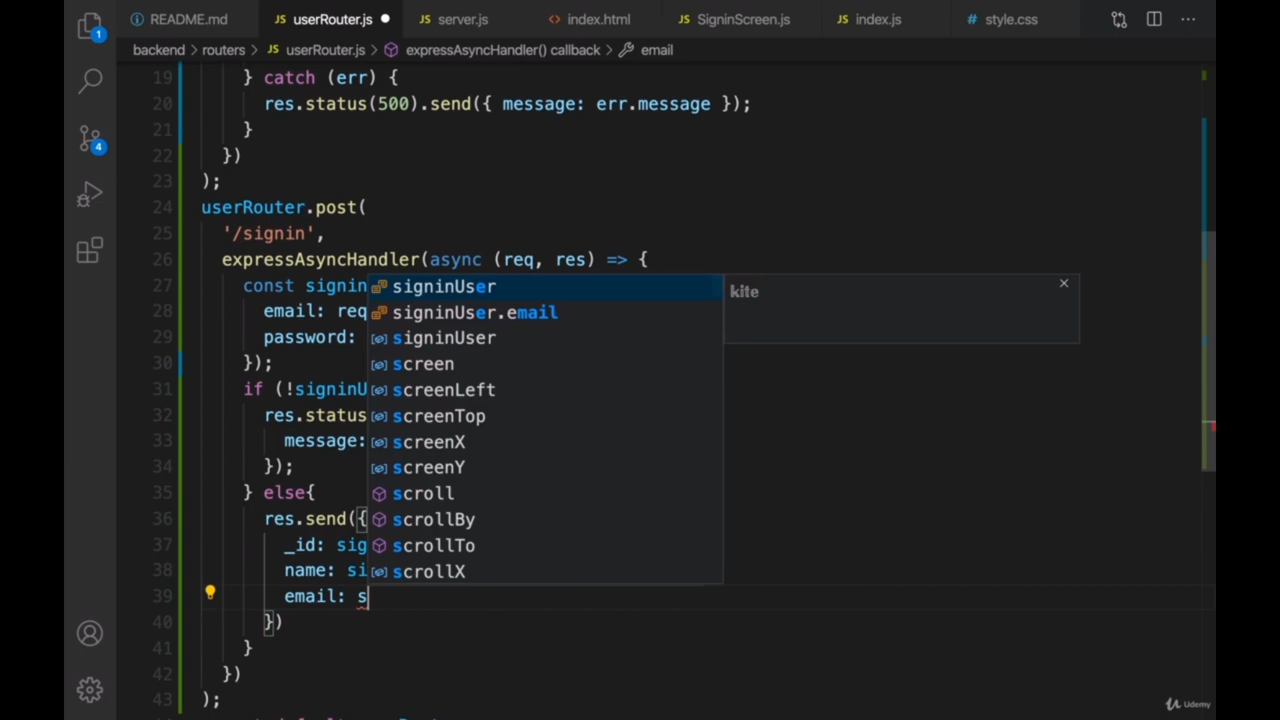 README.md userRouter.js server.js index.html SigninScreen.js index.js style.css
backend > routers > userRouter.js > expressAsyncHandler() callback > email
19 } catch (err) {
20 res.status(500).send({ message: err.message });
21 }
22 })
23 );
24 userRouter.post(
25 '/signin',
26 expressAsyncHandler(async (req, res) => {
27 const signin
28 email: req
29 password:
30 });
31 if (!signinU
32 res.status
33 message:
34 });
35 } else{
36 res.send({
37 _id: sig
38 name: si
39 email: s
40 })
41 }
42 })
43 );
signinUser
signinUser.email
signinUser
screen
screenLeft
screenTop
screenX
screenY
scroll
scrollBy
scrollTo
scrollX
kite
1
4
Udemy